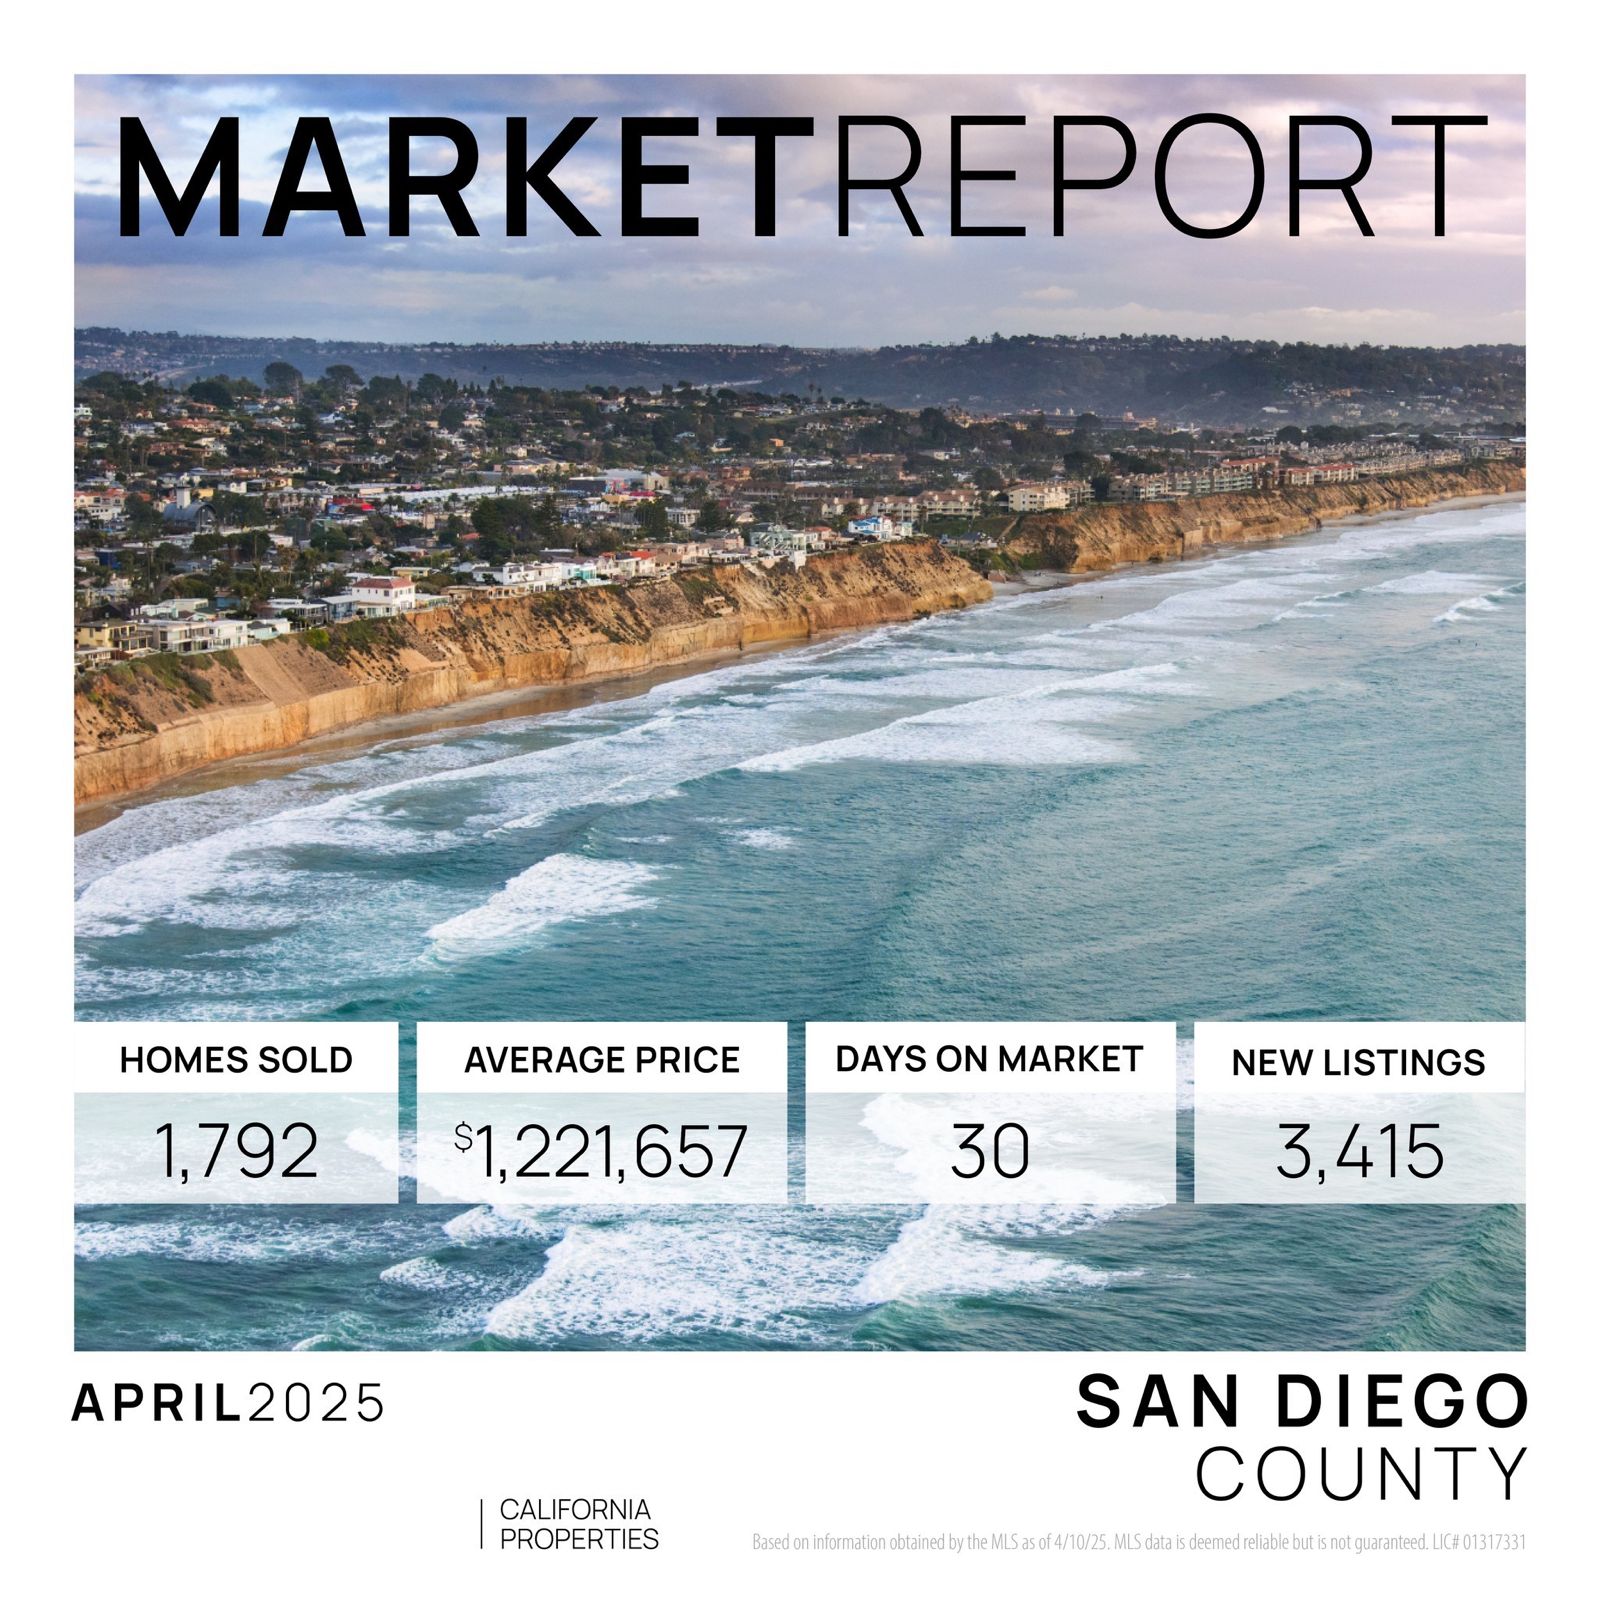 MARKETREPORT
HOMES SOLD
1,792
AVERAGE PRICE
$1,221,657
DAYS ON MARKET
30
NEW LISTINGS
3,415
APRIL2025
SAN DIEGO
COUNTY
CALIFORNIA
PROPERTIES
Based on information obtained by the MLS as of 4/10/25. MLS data is deemed reliable but is not guaranteed. LIC# 01317331